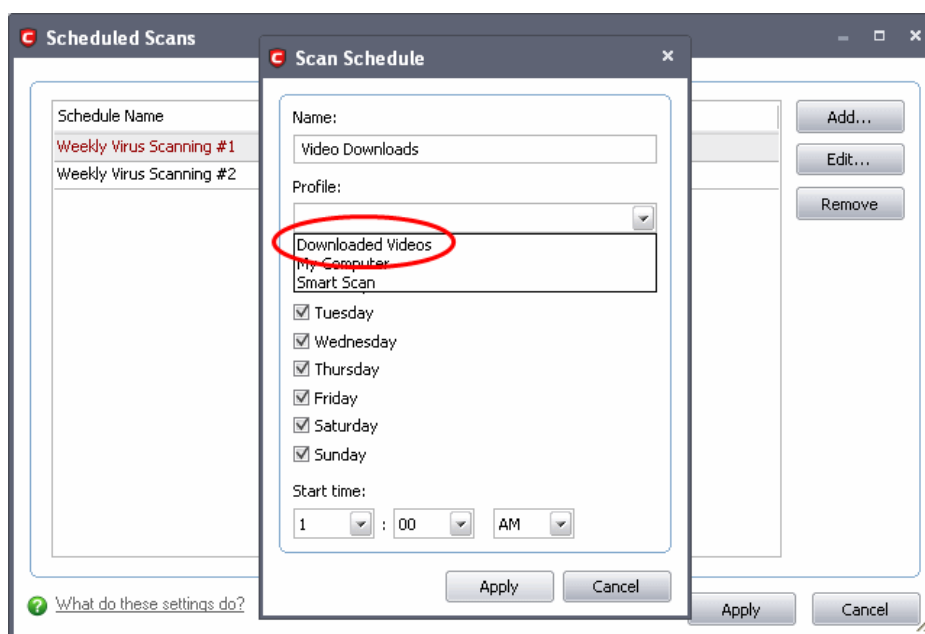 Scheduled Scans
Scan Schedule
Schedule Name
Weekly Virus Scanning #1
Weekly Virus Scanning #2
Name:
Video Downloads
Profile:
Downloaded Videos
My Computer
Smart Scan
Tuesday
Wednesday
Thursday
Friday
Saturday
Sunday
Start time:
1 : 00 AM
Apply Cancel
Add...
Edit...
Remove
What do these settings do?
Apply Cancel